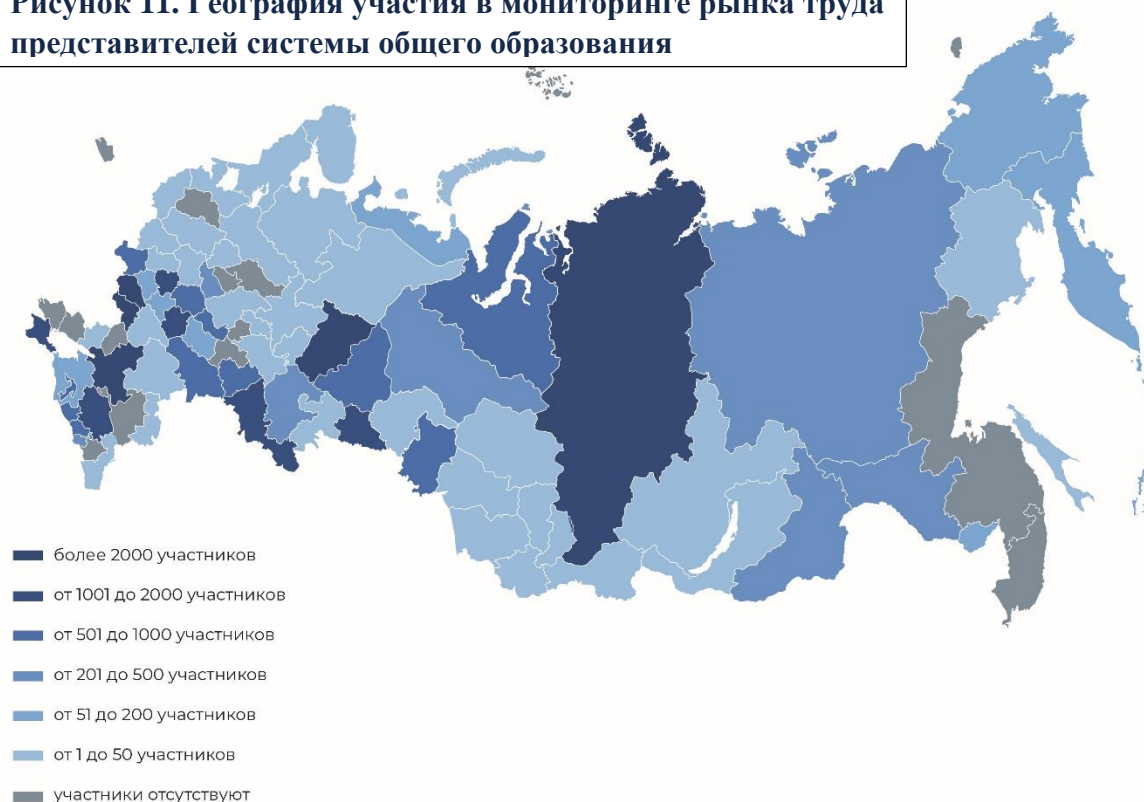 Рисунок 11. География участия в мониторинге рынка труда
представителей системы общего образования
более 2000 участников
от 1001 до 2000 участников
от 501 до 1000 участников
от 201 до 500 участников
от 51 до 200 участников
от 1 до 50 участников
участники отсутствуют